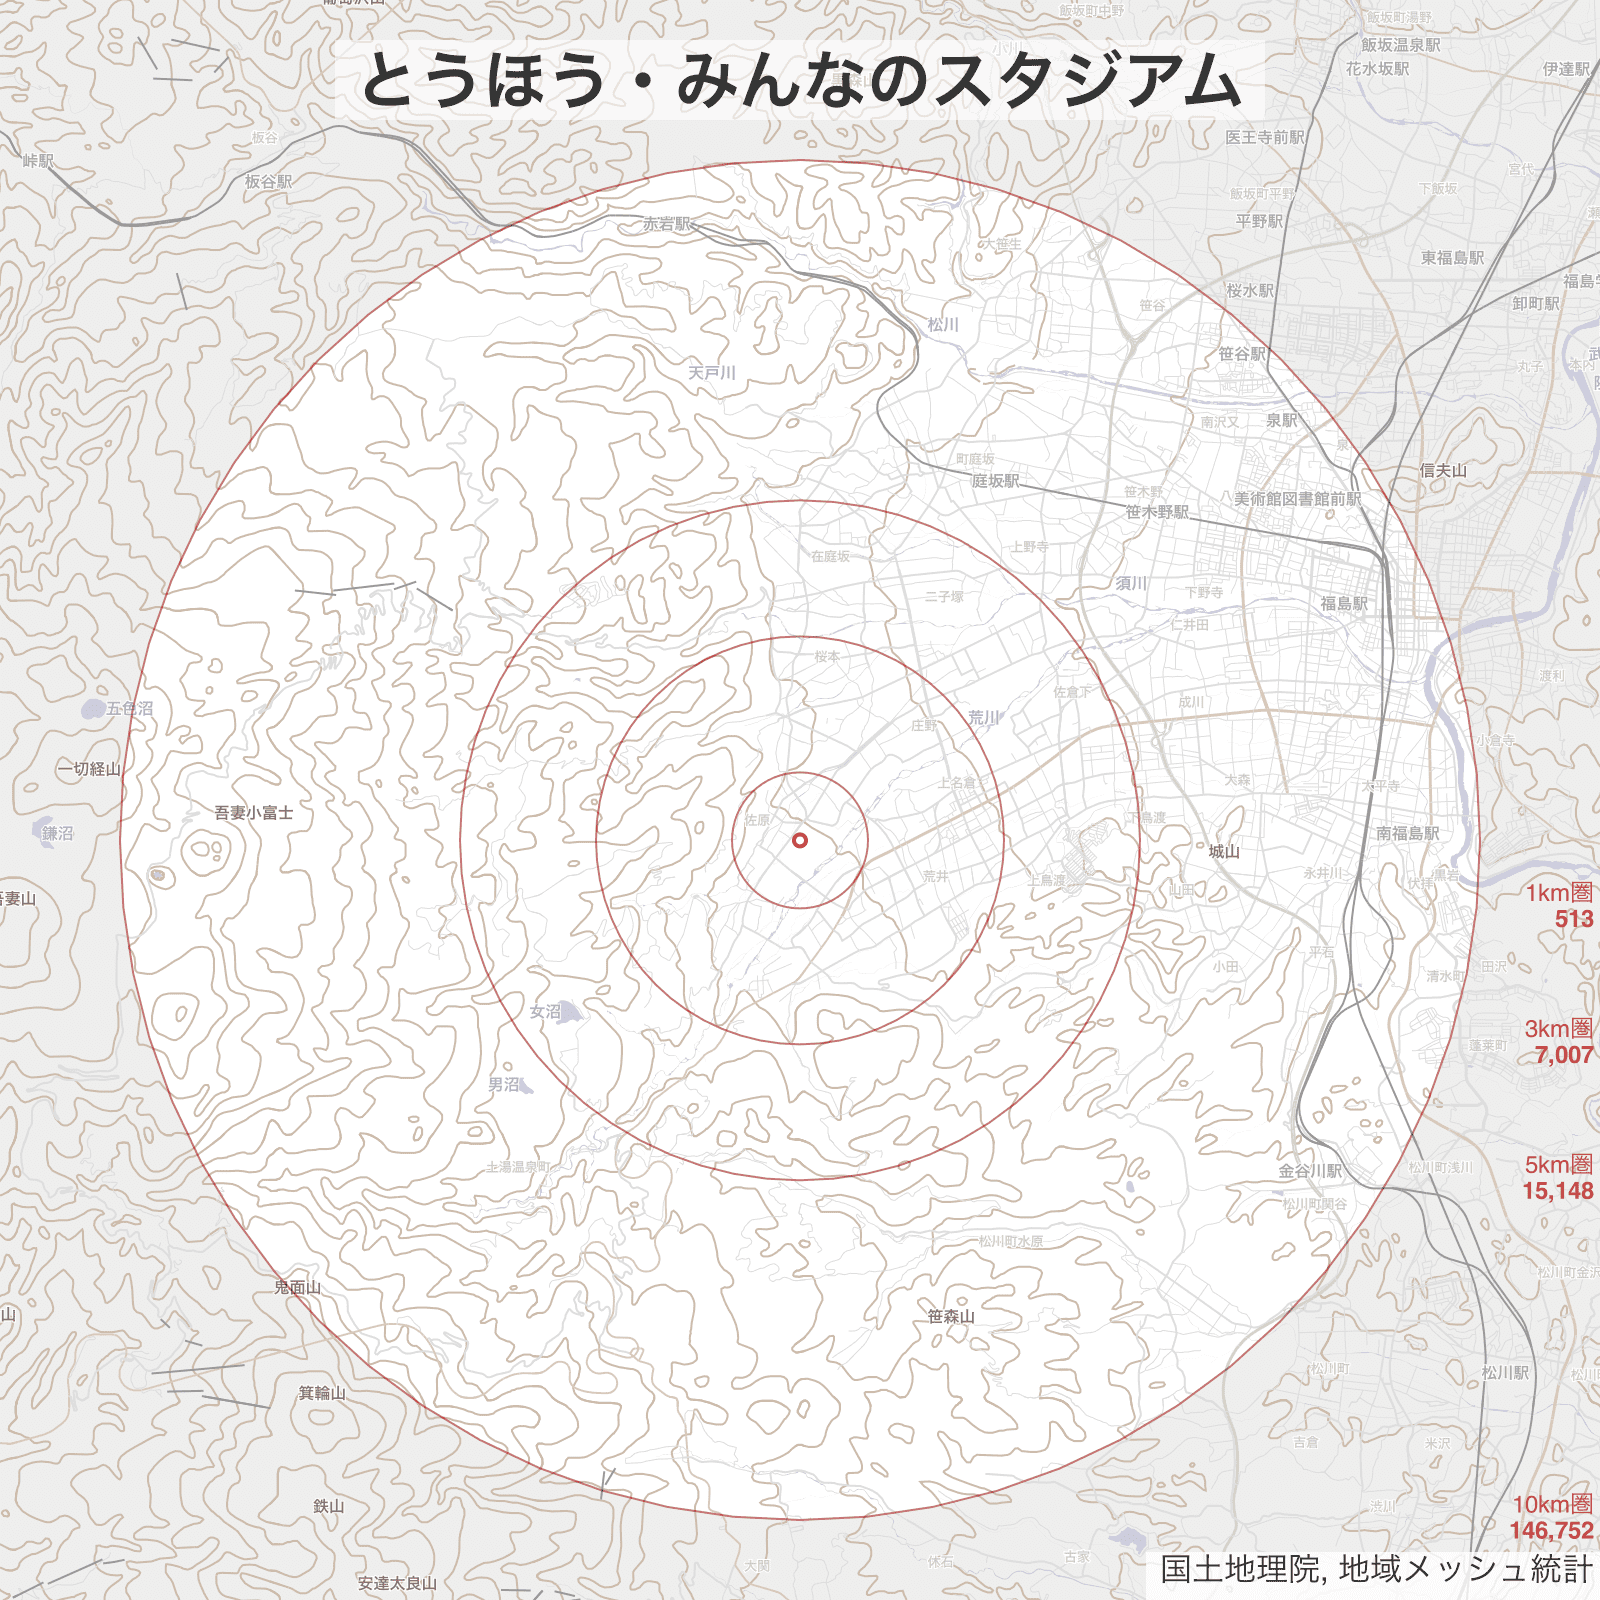 とうほう・みんなのスタジアム
飯坂町中野
飯坂町湯野
飯坂温泉駅
花水坂駅
伊達駅
小川
医王寺前駅
板谷
峠駅
板谷駅
宮代
下飯坂
飯坂町平野
平野駅
赤岩駅
大笹生
東福島駅
桜水駅
卸町駅
笹谷
松川
笹谷駅
天戸川
丸子
本内
南沢又
泉駅
泉
町庭坂
庭坂駅
信夫山
笹木野
美術館図書館前駅
笹木野駅
上野寺
在庭坂
須川
下野寺
二子塚
福島駅
仁井田
桜本
渡利
佐倉下
成川
五色沼
荒川
庄野
小倉寺
一切経山
上名倉
大森
太平寺
吾妻小富士
佐原
下鳥渡
鎌沼
南福島駅
城山
荒井
上鳥渡
永井川
伏拝
黒岩
山田
吾妻山
1km圏
513
平石
小田
田沢
清水町
女沼
3km圏
7,007
蓬莱町
男沼
土湯温泉町
金谷川駅
松川町浅川
5km圏
15,148
松川町関谷
松川町水原
松川町金沢
鬼面山
笹森山
松川町
松川駅
箕輪山
吉倉
米沢
鉄山
渋川
10km圏
146,752
大関
休石
古家
安達太良山
国土地理院, 地域メッシュ統計